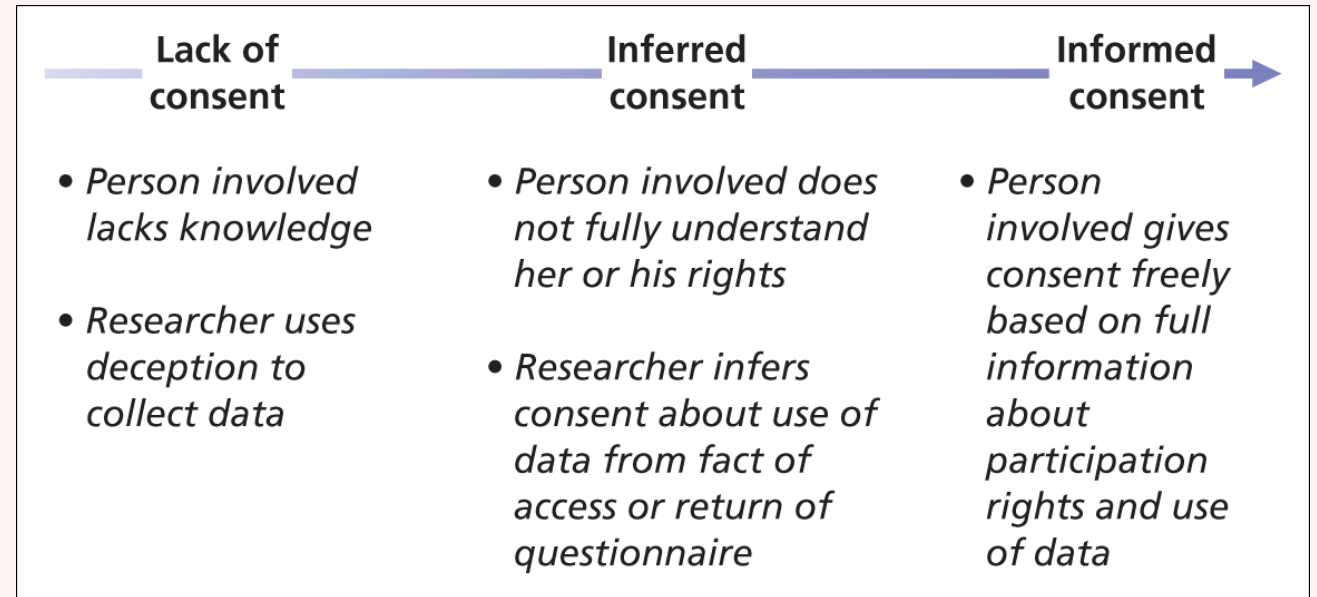 Lack of
consent
Inferred
consent
Informed
consent
• Person involved
lacks knowledge
• Researcher uses
deception to
collect data
• Person involved does
not fully understand
her or his rights
• Researcher infers
consent about use of
data from fact of
access or return of
questionnaire
• Person
involved gives
consent freely
based on full
information
about
participation
rights and use
of data